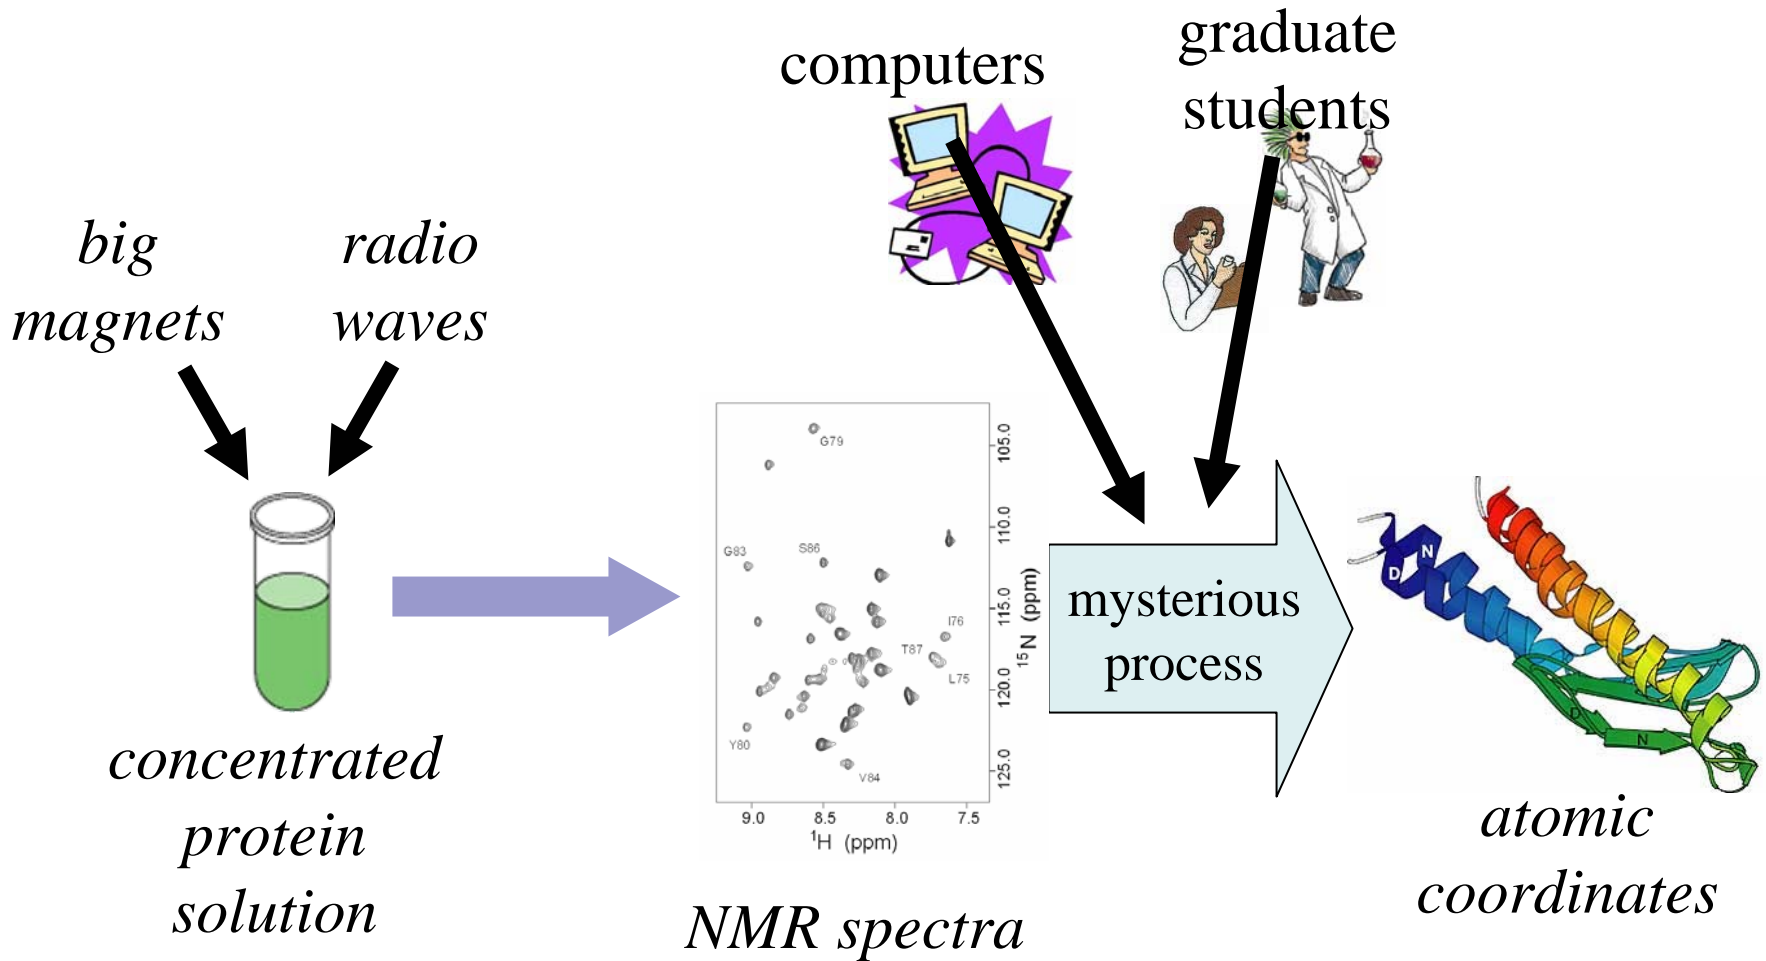 computers
graduate
students
big
magnets
radio
waves
concentrated
protein
solution
G79
G83
S86
I76
T87
L75
Y80
V84
105.0
110.0
115.0
120.0
125.0
¹⁵N (ppm)
9.0 8.5 8.0 7.5
¹H (ppm)
NMR spectra
mysterious
process
N
D
D
N
atomic
coordinates